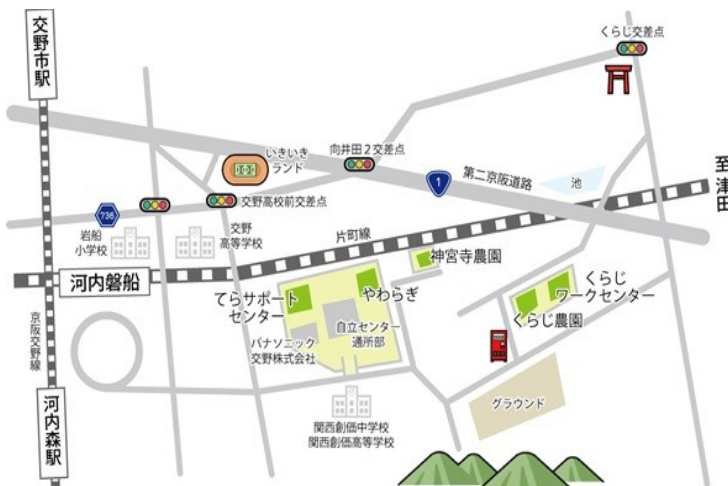 交野市駅
くらじ交差点
いきいき
ランド
向井田2交差点
至津田
1
第二京阪道路
池
736
交野高校前交差点
岩船
小学校
交野
高等学校
片町線
神宮寺農園
河内磐船
てらサポート
センター
やわらぎ
くらじ
ワークセンター
くらじ農園
京阪交野線
パナソニック
交野株式会社
自立センター
通所部
河内森駅
グラウンド
関西創価中学校
関西創価高等学校